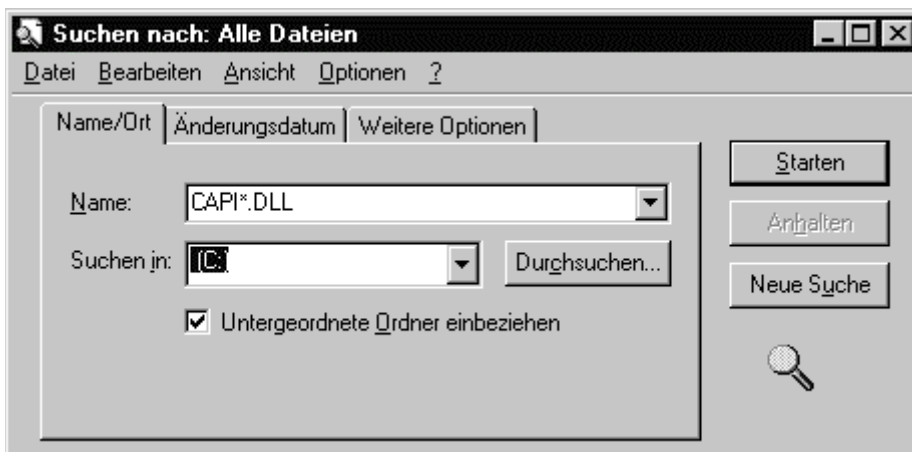 Suchen nach: Alle Dateien
Datei Bearbeiten Ansicht Optionen ?
Name/Ort Änderungsdatum Weitere Optionen
Name: CAPI*.DLL
Suchen in: (C:)
Untergeordnete Ordner einbeziehen
Durchsuchen...
Starten
Anhalten
Neue Suche